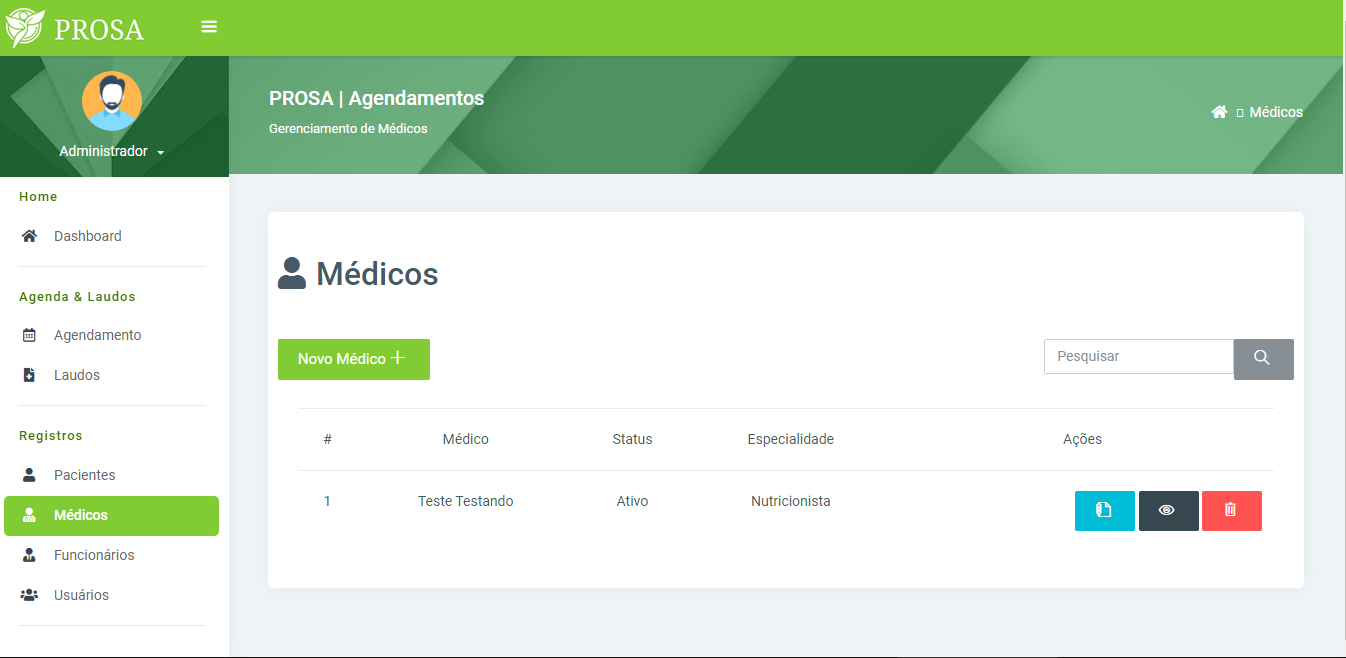 PROSA
PROSA | Agendamentos
Gerenciamento de Médicos
Médicos
Administrador
Home
Dashboard
Agenda & Laudos
Agendamento
Laudos
Registros
Pacientes
Médicos
Funcionários
Usuários
Médicos
Novo Médico
Pesquisar
# Médico Status Especialidade Ações
1 Teste Testando Ativo Nutricionista